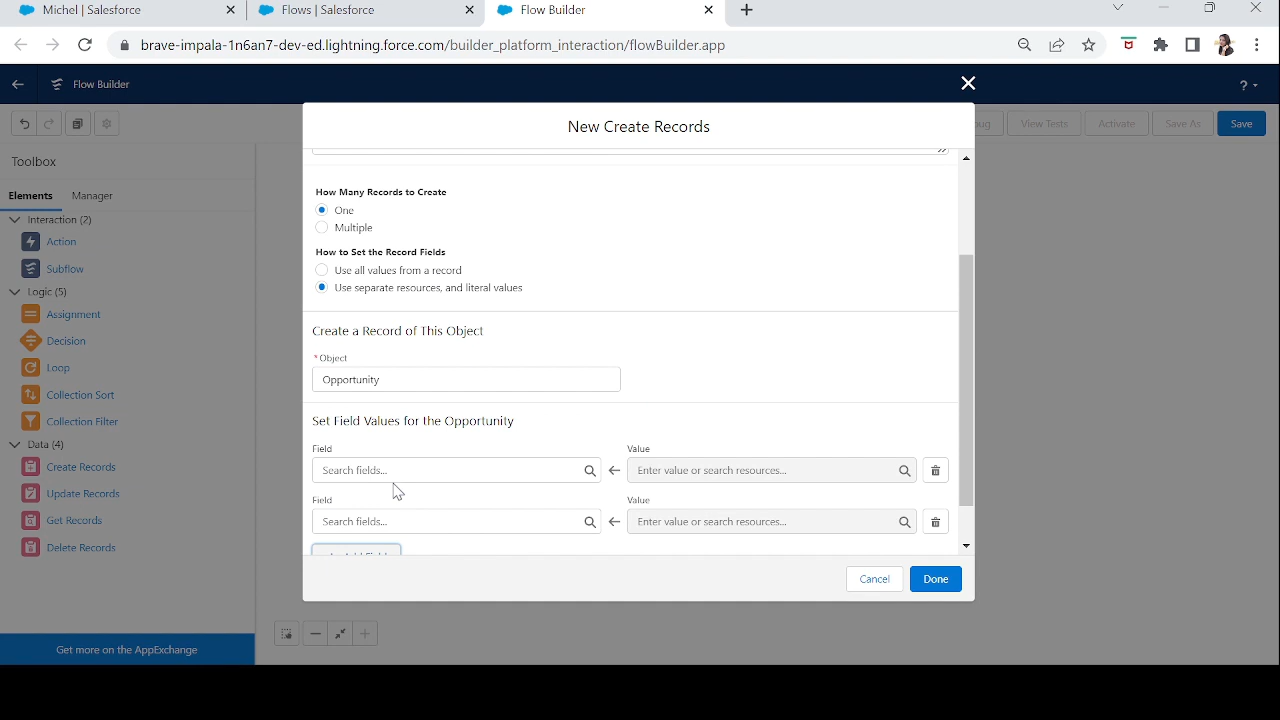 Michel | Salesforce
Flows | Salesforce
Flow Builder
brave-impala-1n6an7-dev-ed.lightning.force.com/builder_platform_interaction/flowBuilder.app
Flow Builder
?
View Tests
Activate
Save As
Save
Toolbox
Elements
Manager
Interaction (2)
Action
Subflow
Logic (5)
Assignment
Decision
Loop
Collection Sort
Collection Filter
Data (4)
Create Records
Update Records
Get Records
Delete Records
Get more on the AppExchange
New Create Records
How Many Records to Create
One
Multiple
How to Set the Record Fields
Use all values from a record
Use separate resources, and literal values
Create a Record of This Object
* Object
Opportunity
Set Field Values for the Opportunity
Field
Value
Search fields...
Enter value or search resources...
Field
Value
Search fields...
Enter value or search resources...
Cancel
Done